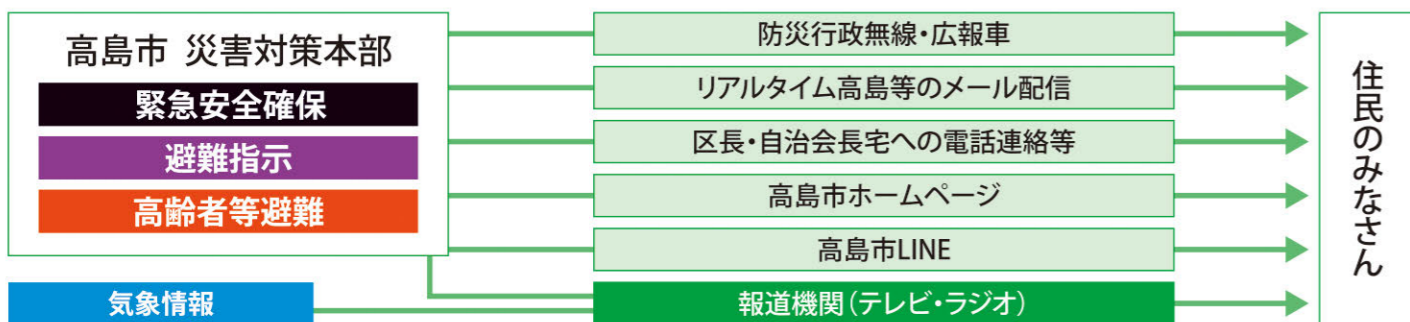 高島市 災害対策本部
緊急安全確保
避難指示
高齢者等避難
気象情報
防災行政無線・広報車
リアルタイム高島等のメール配信
区長・自治会長宅への電話連絡等
高島市ホームページ
高島市LINE
報道機関（テレビ・ラジオ）
住民のみなさん